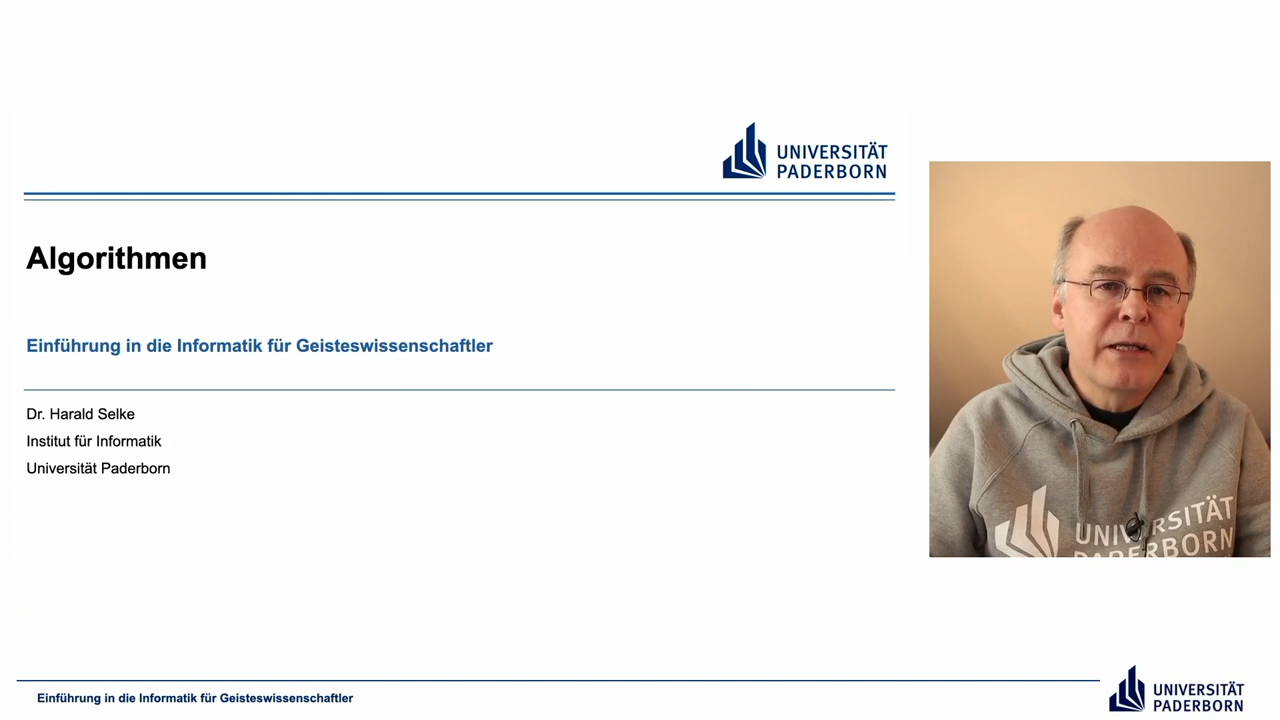 UNIVERSITÄT
PADERBORN
Algorithmen
Einführung in die Informatik für Geisteswissenschaftler
Dr. Harald Selke
Institut für Informatik
Universität Paderborn
UNIVERSITÄT
PADERBORN
Einführung in die Informatik für Geisteswissenschaftler
UNIVERSITÄT
PADERBORN